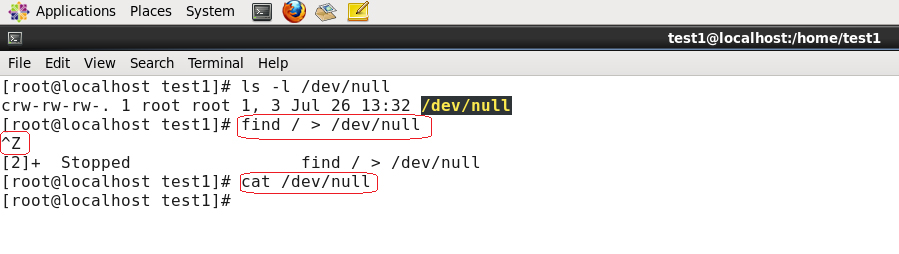 Applications Places System
test1@localhost:/home/test1
File Edit View Search Terminal Help
[root@localhost test1]# ls -l /dev/null
crw-rw-rw-. 1 root root 1, 3 Jul 26 13:32 /dev/null
[root@localhost test1]# find / > /dev/null
^Z
[2]+  Stopped                 find / > /dev/null
[root@localhost test1]# cat /dev/null
[root@localhost test1]#